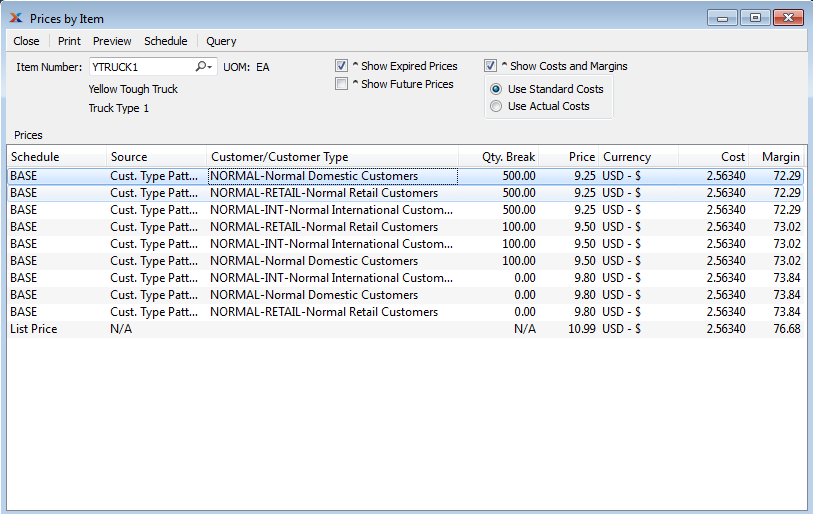 Prices by Item
Close Print Preview Schedule Query
Item Number: YTRUCK1 UOM: EA ^ Show Expired Prices ^ Show Costs and Margins
Yellow Tough Truck ^ Show Future Prices Use Standard Costs
Truck Type 1 Use Actual Costs
Prices
Schedule Source Customer/Customer Type Qty. Break Price Currency Cost Margin
BASE Cust. Type Patt... NORMAL-Normal Domestic Customers 500.00 9.25 USD - $ 2.56340 72.29
BASE Cust. Type Patt... NORMAL-RETAIL-Normal Retail Customers 500.00 9.25 USD - $ 2.56340 72.29
BASE Cust. Type Patt... NORMAL-INT-Normal International Custom... 500.00 9.25 USD - $ 2.56340 72.29
BASE Cust. Type Patt... NORMAL-RETAIL-Normal Retail Customers 100.00 9.50 USD - $ 2.56340 73.02
BASE Cust. Type Patt... NORMAL-INT-Normal International Custom... 100.00 9.50 USD - $ 2.56340 73.02
BASE Cust. Type Patt... NORMAL-Normal Domestic Customers 100.00 9.50 USD - $ 2.56340 73.02
BASE Cust. Type Patt... NORMAL-INT-Normal International Custom... 0.00 9.80 USD - $ 2.56340 73.84
BASE Cust. Type Patt... NORMAL-Normal Domestic Customers 0.00 9.80 USD - $ 2.56340 73.84
BASE Cust. Type Patt... NORMAL-RETAIL-Normal Retail Customers 0.00 9.80 USD - $ 2.56340 73.84
List Price N/A N/A 10.99 USD - $ 2.56340 76.68